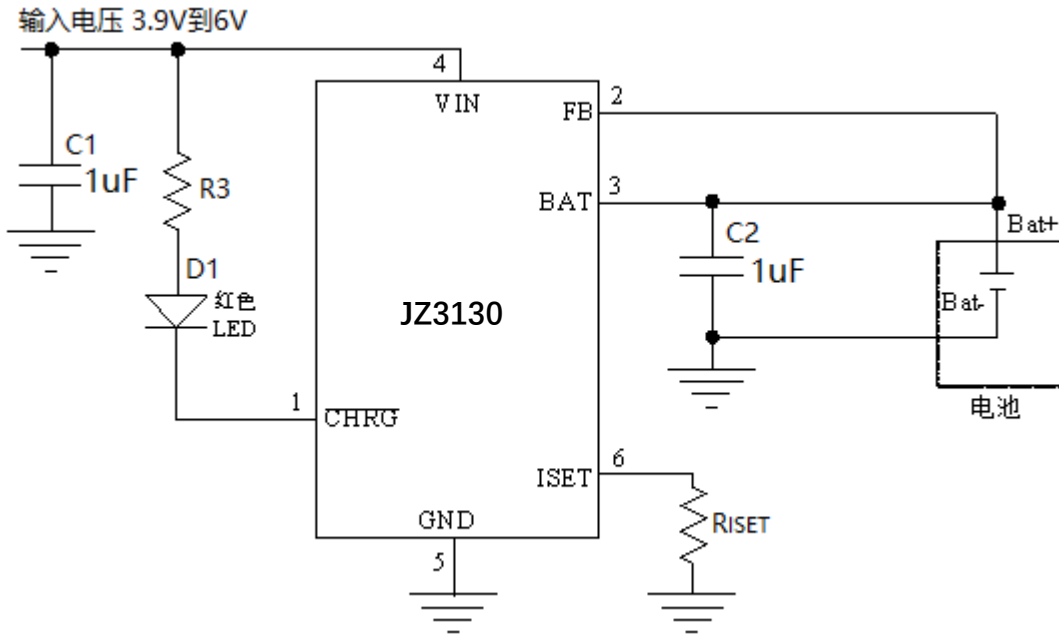 输入电压 3.9V到6V
4
VIN
FB
2
C1
1uF
R3
BAT
3
C2
1uF
Bat+
D1
红色
LED
Bat-
JZ3130
1
CHRG
电池
ISET
6
RISET
GND
5